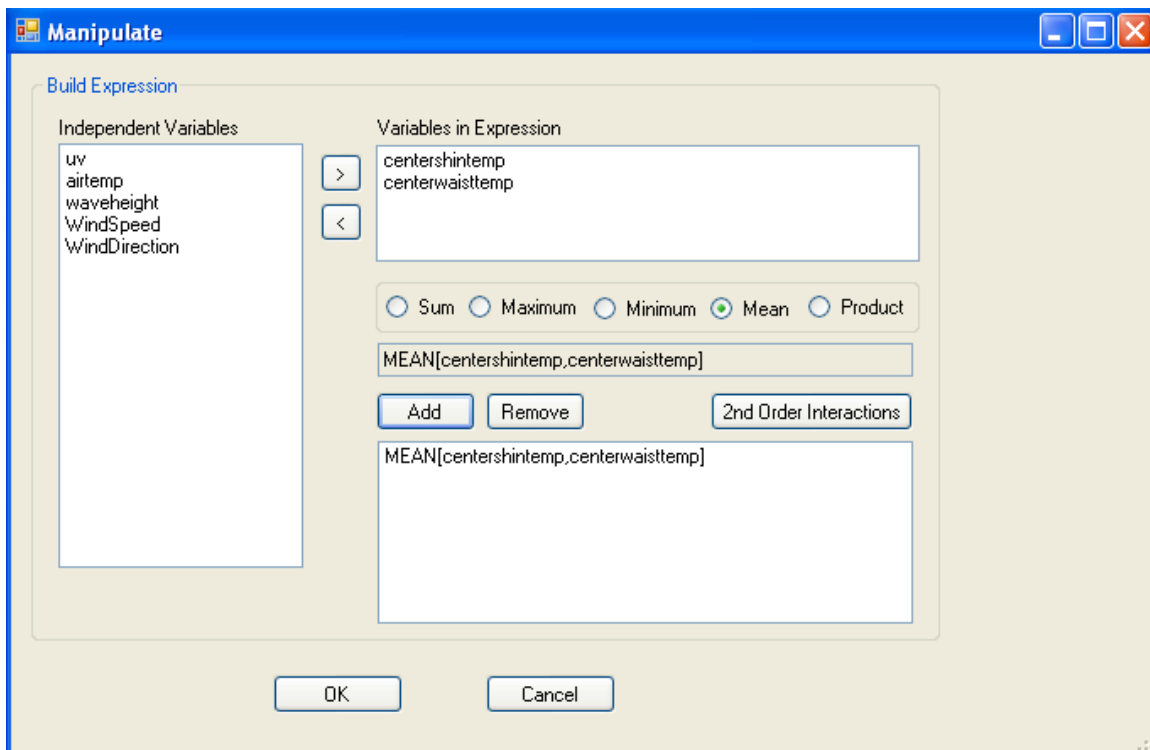 Manipulate
Build Expression
Independent Variables
uv
airtemp
waveheight
WindSpeed
WindDirection
>
<
Variables in Expression
centershintemp
centerwaisttemp
Sum Maximum Minimum Mean Product
MEAN[centershintemp,centerwaisttemp]
Add Remove 2nd Order Interactions
MEAN[centershintemp,centerwaisttemp]
OK Cancel